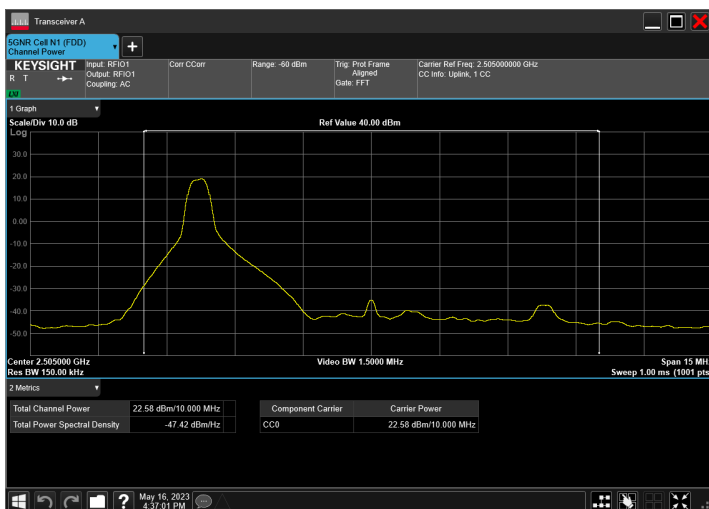 Transceiver A
5GNR Cell N1 (FDD)
Channel Power
KEYSIGHT
R T
LXI
Input: RFIO1
Output: RFIO1
Coupling: AC
Corr CCorr
Range: -60 dBm
Trig: Prot Frame
Aligned
Gate: FFT
Carrier Ref Freq: 2.505000000 GHz
CC Info: Uplink, 1 CC
1 Graph
Scale/Div 10.0 dB
Ref Value 40.00 dBm
Log
30.0
20.0
10.0
0.00
-10.0
-20.0
-30.0
-40.0
-50.0
Center 2.505000 GHz
Video BW 1.5000 MHz
Span 15 MH
Res BW 150.00 kHz
Sweep 1.00 ms (1001 pts
2 Metrics
Total Channel Power 22.58 dBm/10.000 MHz
Total Power Spectral Density -47.42 dBm/Hz
Component Carrier Carrier Power
CC0 22.58 dBm/10.000 MHz
?
May 16, 2023
4:37:01 PM